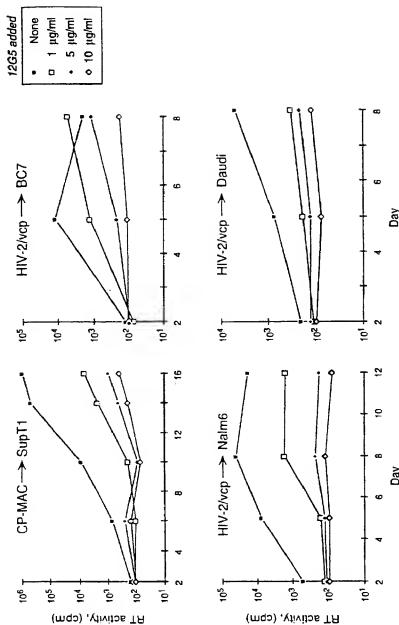 12G5 added
None
1 µg/ml
5 µg/ml
10 µg/ml
CP-MAC → SupT1
10⁶
10⁵
10⁴
10³
10²
10¹
2 4 6 8 10 12 14 16
RT activity, (cpm)
HIV-2/vcp → BC7
10⁵
10⁴
10³
10²
10¹
2 4 6 8
HIV-2/vcp → Nalm6
10⁵
10⁴
10³
10²
10¹
2 4 6 8 10 12
RT activity, (cpm)
Day
HIV-2/vcp → Daudi
10⁴
10³
10²
10¹
2 4 6 8
Day